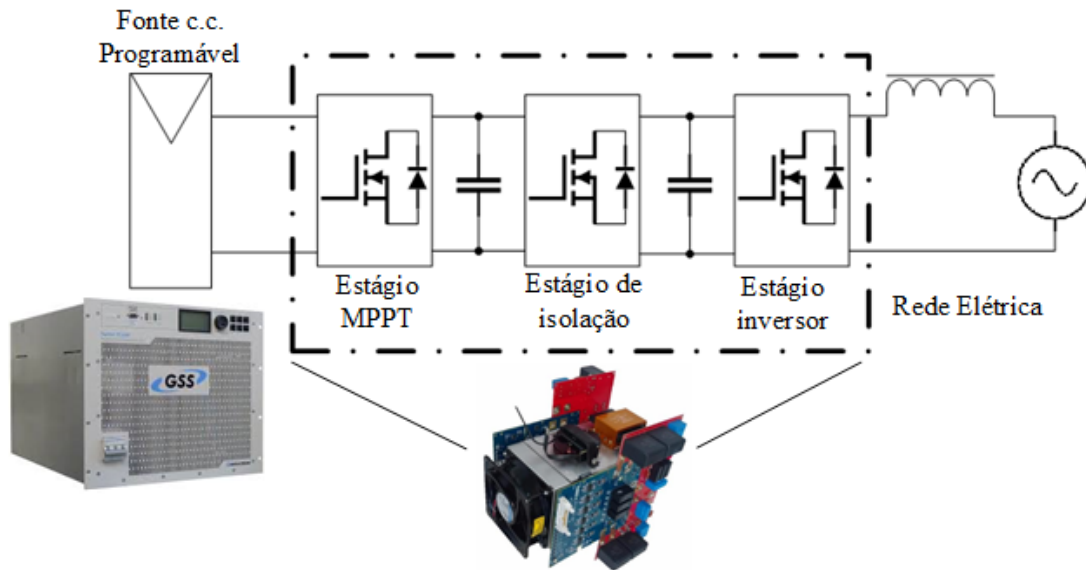 Fonte c.c.
Programável
Estágio
MPPT
Estágio de
isolação
Estágio
inversor
Rede Elétrica
GSS